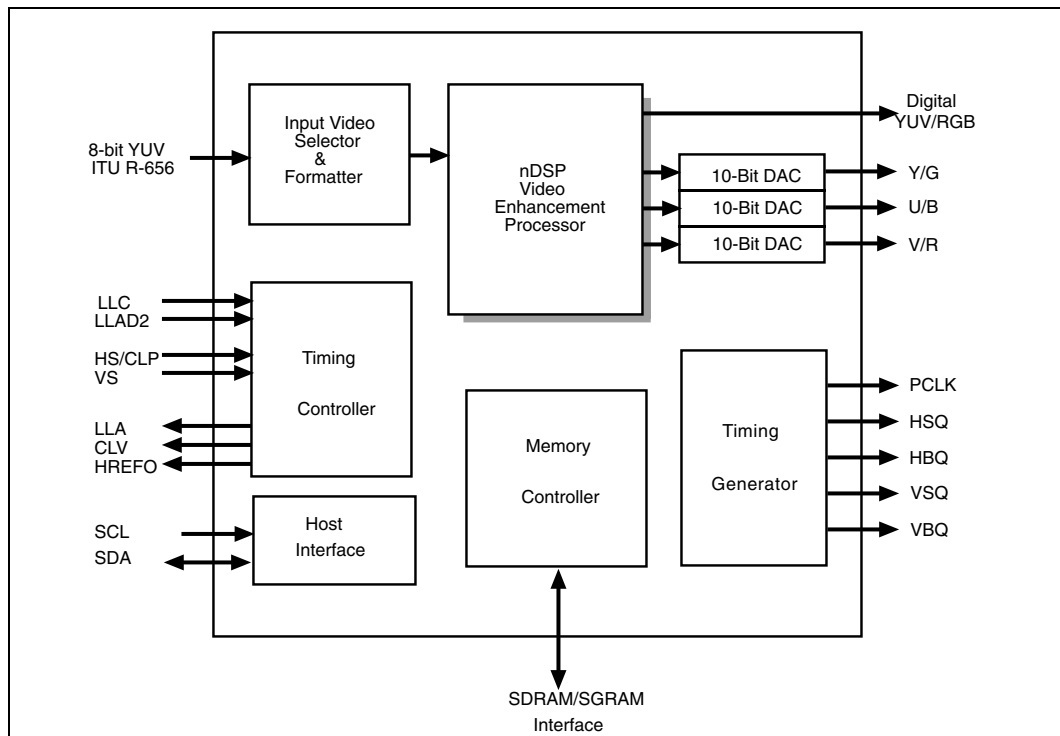 8-bit YUV
ITU R-656
Input Video
Selector
&
Formatter
nDSP
Video
Enhancement
Processor
Digital
YUV/RGB
10-Bit DAC
Y/G
10-Bit DAC
U/B
10-Bit DAC
V/R
LLC
LLAD2
HS/CLP
VS
LLA
CLV
HREFO
Timing
Controller
Memory
Controller
Timing
Generator
PCLK
HSQ
HBQ
VSQ
VBQ
SCL
SDA
Host
Interface
SDRAM/SGRAM
Interface